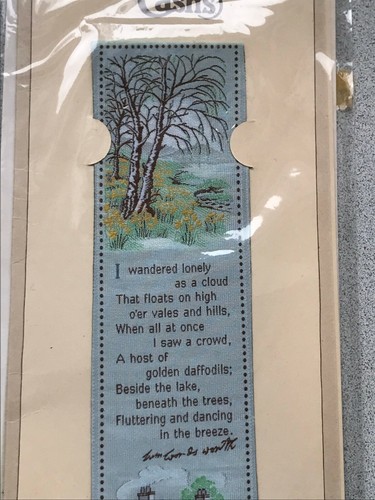 Cash's
I wandered lonely
as a cloud
That floats on high
o'er vales and hills,
When all at once
I saw a crowd,
A host of
golden daffodils;
Beside the lake,
beneath the trees,
Fluttering and dancing
in the breeze.